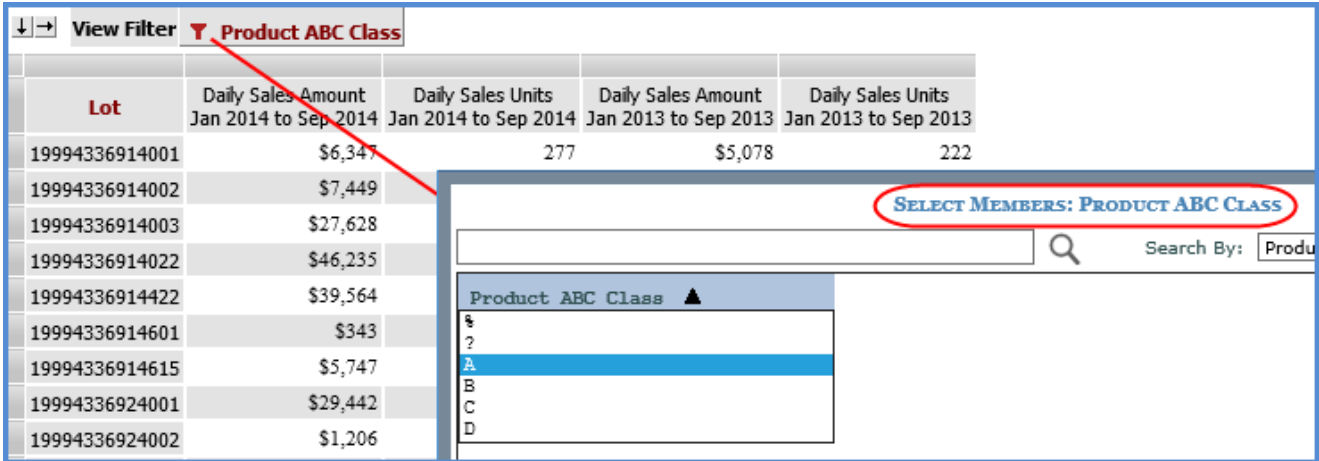 View Filter Product ABC Class
Lot
Daily Sales Amount
Jan 2014 to Sep 2014
Daily Sales Units
Jan 2014 to Sep 2014
Daily Sales Amount
Jan 2013 to Sep 2013
Daily Sales Units
Jan 2013 to Sep 2013
19994336914001 $6,347 277 $5,078 222
19994336914002 $7,449
19994336914003 $27,628
19994336914022 $46,235
19994336914422 $39,564
19994336914601 $343
19994336914615 $5,747
19994336924001 $29,442
19994336924002 $1,206
SELECT MEMBERS: PRODUCT ABC CLASS
Search By: Produ
Product ABC Class
%
?
A
B
C
D